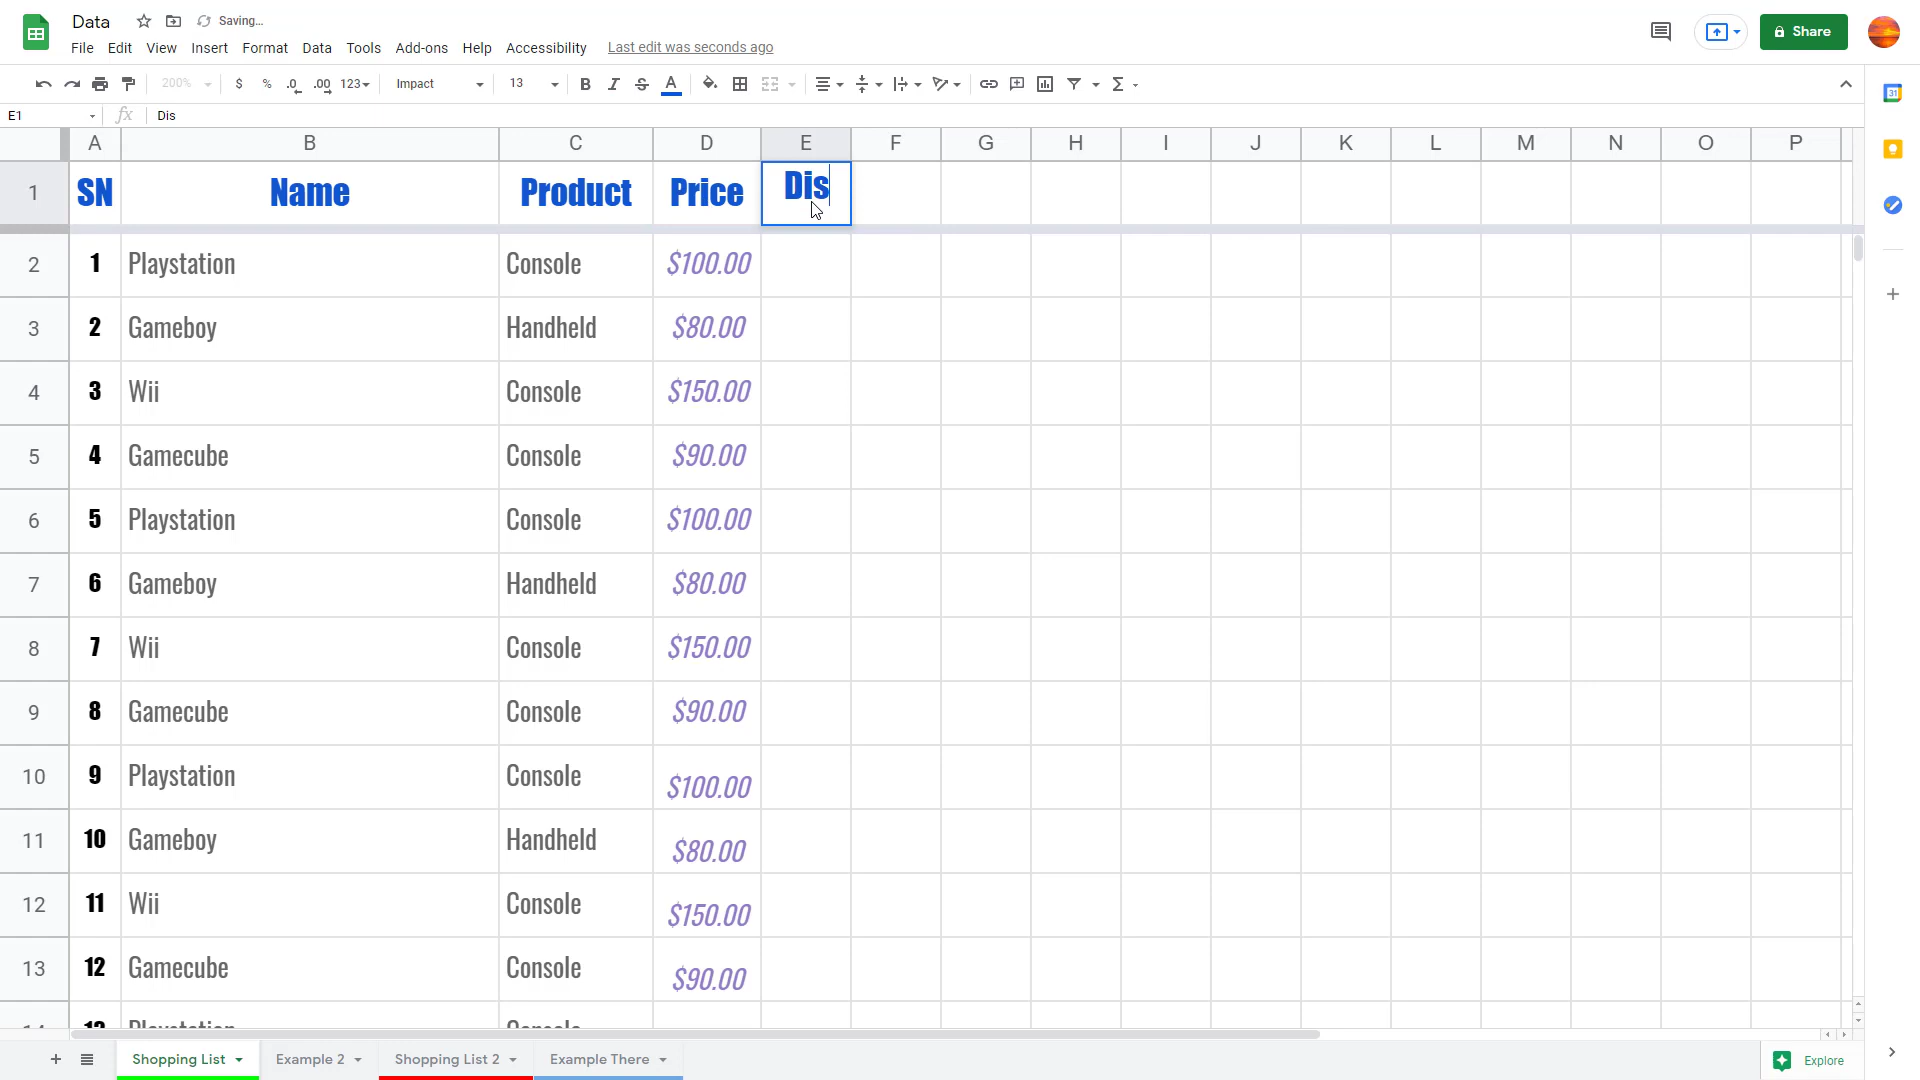 Data Saving...
File Edit View Insert Format Data Tools Add-ons Help Accessibility Last edit was seconds ago
Share
200% $ % .0 .00 123 Impact 13 B I S A
E1 fx Dis
A B C D E F G H I J K L M N O P
1 SN Name Product Price Dis
2 1 Playstation Console $100.00
3 2 Gameboy Handheld $80.00
4 3 Wii Console $150.00
5 4 Gamecube Console $90.00
6 5 Playstation Console $100.00
7 6 Gameboy Handheld $80.00
8 7 Wii Console $150.00
9 8 Gamecube Console $90.00
10 9 Playstation Console $100.00
11 10 Gameboy Handheld $80.00
12 11 Wii Console $150.00
13 12 Gamecube Console $90.00
Shopping List Example 2 Shopping List 2 Example There Explore
31